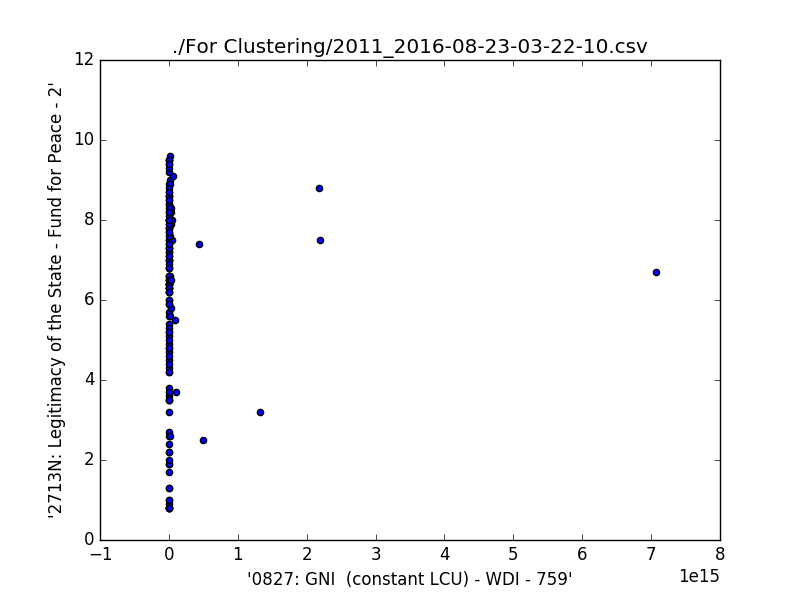 ./For Clustering/2011_2016-08-23-03-22-10.csv
12
10
8
6
4
2
0
'2713N: Legitimacy of the State - Fund for Peace - 2'
−1 0 1 2 3 4 5 6 7 8
1e15
'0827: GNI  (constant LCU) - WDI - 759'